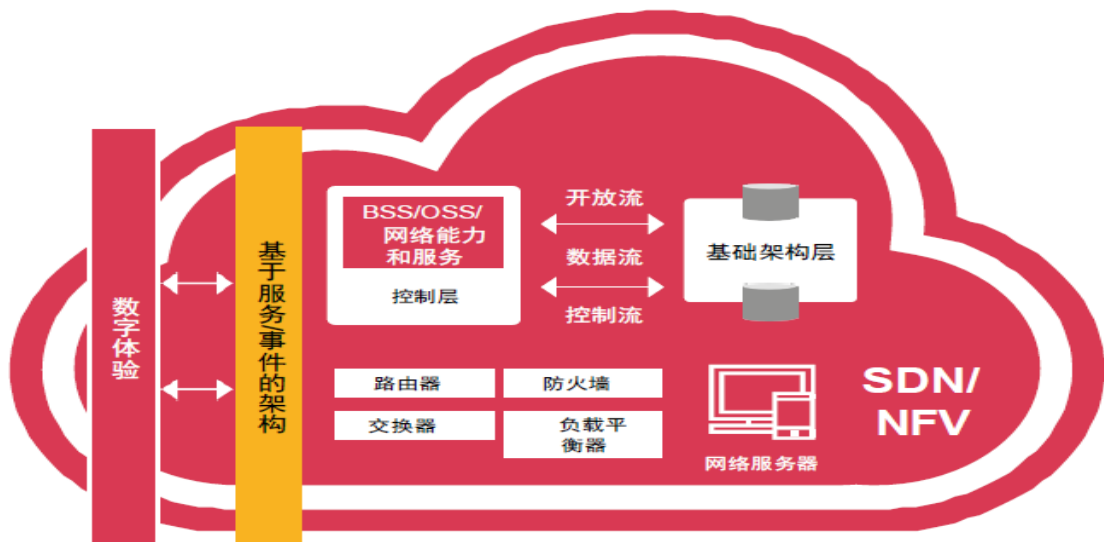 数字体验
基于服务/事件的架构
BSS/OSS/
网络能力
和服务
控制层
开放流
数据流
控制流
基础架构层
路由器
防火墙
交换器
负载平
衡器
网络服务器
SDN/
NFV